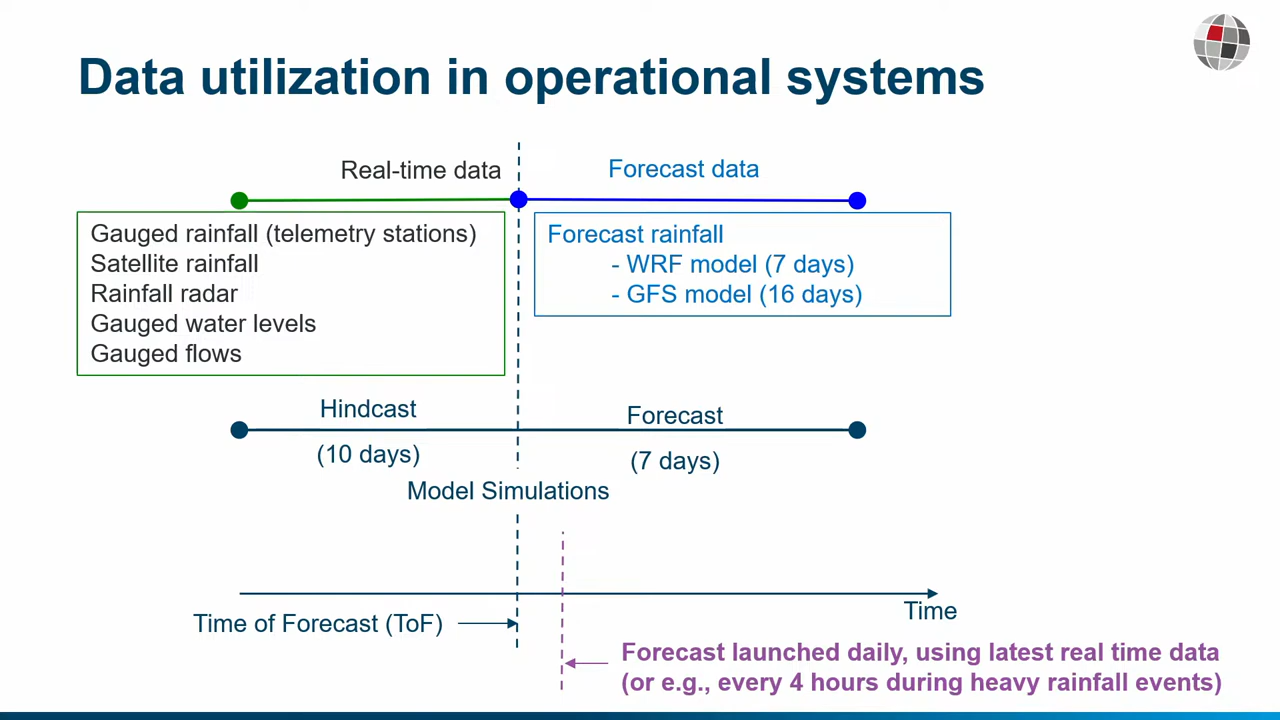 Data utilization in operational systems
Real-time data
Forecast data
Gauged rainfall (telemetry stations)
Satellite rainfall
Rainfall radar
Gauged water levels
Gauged flows
Forecast rainfall
- WRF model (7 days)
- GFS model (16 days)
Hindcast
Forecast
(10 days)
(7 days)
Model Simulations
Time
Time of Forecast (ToF)
Forecast launched daily, using latest real time data
(or e.g., every 4 hours during heavy rainfall events)